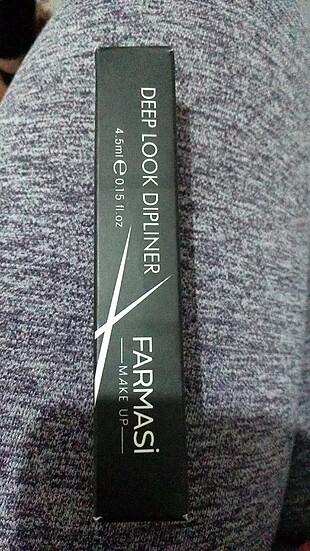 DEEP LOOK DIPLINER
4.5ml e 0.15 fl.oz
FARMASi
MAKE UP